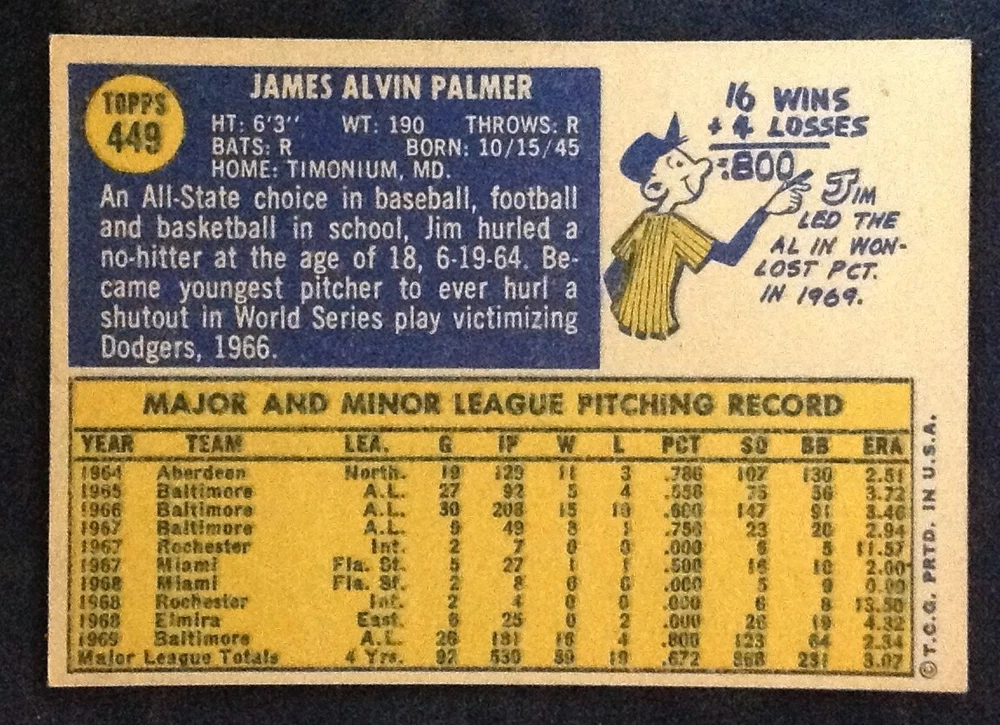 TOPPS
449
JAMES ALVIN PALMER
HT: 6'3'' WT: 190 THROWS: R
BATS: R BORN: 10/15/45
HOME: TIMONIUM, MD.
An All-State choice in baseball, football
and basketball in school, Jim hurled a
no-hitter at the age of 18, 6-19-64. Be-
came youngest pitcher to ever hurl a
shutout in World Series play victimizing
Dodgers, 1966.
16 WINS
+ 4 LOSSES
.800
JIM
LED THE
AL IN WON-
LOST PCT.
IN 1969.
MAJOR AND MINOR LEAGUE PITCHING RECORD
YEAR TEAM LEA. G IP W L PCT SO BB ERA
1964 Aberdeen North. 19 129 11 3 .786 107 130 2.51
1965 Baltimore A.L. 27 92 5 4 .556 75 56 3.72
1966 Baltimore A.L. 30 208 15 10 .600 147 91 3.46
1967 Baltimore A.L. 9 49 3 1 .750 23 20 2.94
1967 Rochester Int. 2 7 0 0 .000 6 5 11.57
1967 Miami Fla. St. 5 27 1 1 .500 16 10 2.00
1968 Miami Fla. St. 2 8 0 0 .000 5 9 0.00
1968 Rochester Int. 2 4 0 0 .000 6 8 13.50
1968 Elmira East. 6 25 0 2 .000 26 19 4.32
1969 Baltimore A.L. 26 181 16 4 .800 123 64 2.34
Major League Totals 4 Yrs. 92 530 39 19 .672 368 231 3.07
© T.C.G. PRTD. IN U.S.A.